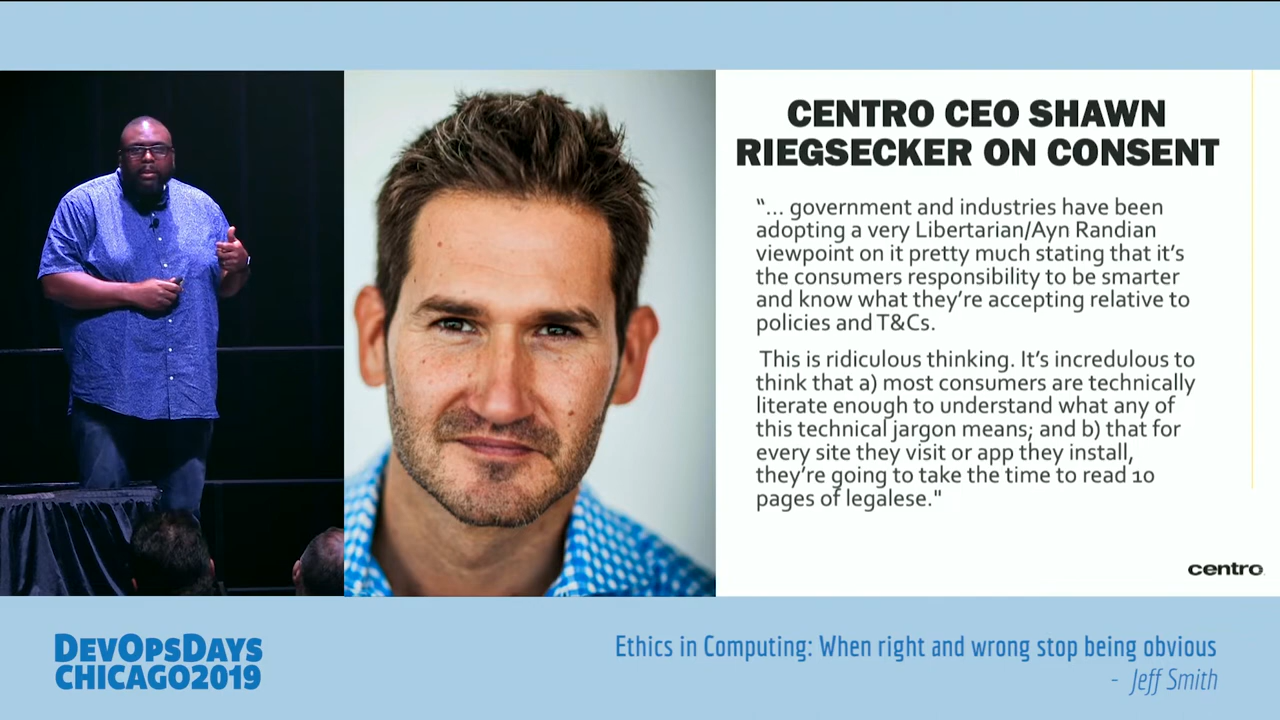 CENTRO CEO SHAWN
RIEGSECKER ON CONSENT
“... government and industries have been
adopting a very Libertarian/Ayn Randian
viewpoint on it pretty much stating that it’s
the consumers responsibility to be smarter
and know what they’re accepting relative to
policies and T&Cs.
This is ridiculous thinking. It’s incredulous to
think that a) most consumers are technically
literate enough to understand what any of
this technical jargon means; and b) that for
every site they visit or app they install,
they’re going to take the time to read 10
pages of legalese."
centro
DEVOPSDAYS
CHICAGO2019
Ethics in Computing: When right and wrong stop being obvious
- Jeff Smith